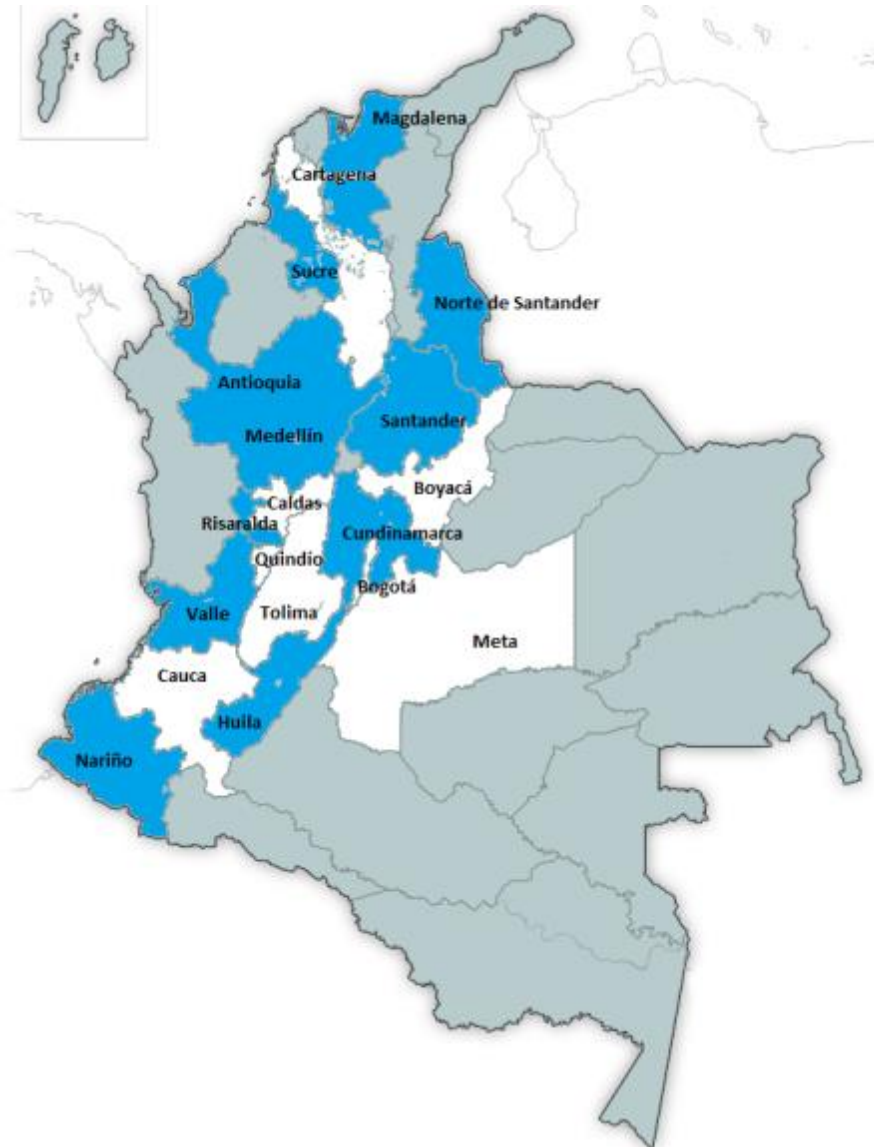 Magdalena
Cartagena
Sucre
Norte de Santander
Antioquia
Santander
Medellín
Boyacá
Caldas
Risaralda
Cundinamarca
Quindio
Bogotá
Valle
Tolima
Meta
Cauca
Huila
Nariño